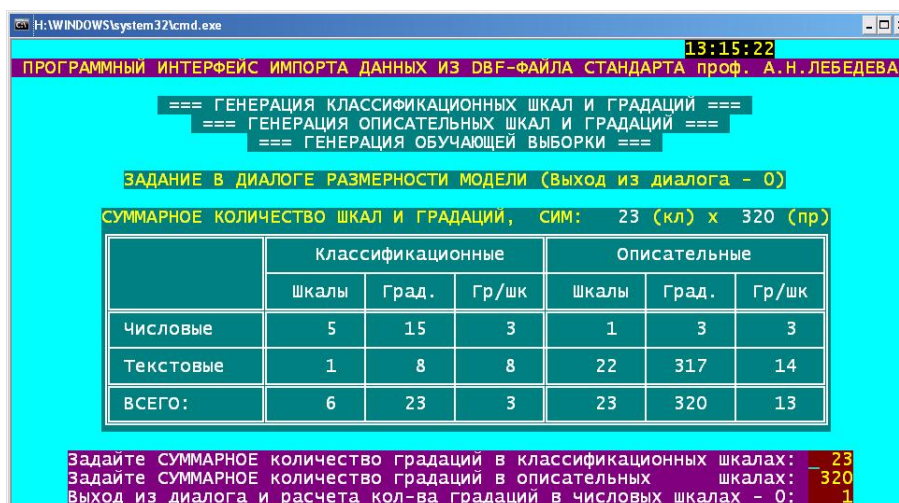 H:\WINDOWS\system32\cmd.exe
13:15:22
ПРОГРАММНЫЙ ИНТЕРФЕЙС ИМПОРТА ДАННЫХ ИЗ DBF-ФАЙЛА СТАНДАРТА проф. А.Н.ЛЕБЕДЕВА
=== ГЕНЕРАЦИЯ КЛАССИФИКАЦИОННЫХ ШКАЛ И ГРАДАЦИЙ ===
=== ГЕНЕРАЦИЯ ОПИСАТЕЛЬНЫХ ШКАЛ И ГРАДАЦИЙ ===
=== ГЕНЕРАЦИЯ ОБУЧАЮЩЕЙ ВЫБОРКИ ===
ЗАДАНИЕ В ДИАЛОГЕ РАЗМЕРНОСТИ МОДЕЛИ (Выход из диалога - 0)
СУММАРНОЕ КОЛИЧЕСТВО ШКАЛ И ГРАДАЦИЙ, СИМ: 23 (кл) x 320 (пр)
Классификационные Описательные
Шкалы Град. Гр/шк Шкалы Град. Гр/шк
Числовые 5 15 3 1 3 3
Текстовые 1 8 8 22 317 14
ВСЕГО: 6 23 3 23 320 13
Задайте СУММАРНОЕ количество градаций в классификационных шкалах: _ 23
Задайте СУММАРНОЕ количество градаций в описательных шкалах: 320
Выход из диалога и расчета кол-ва градаций в числовых шкалах - 0: 1